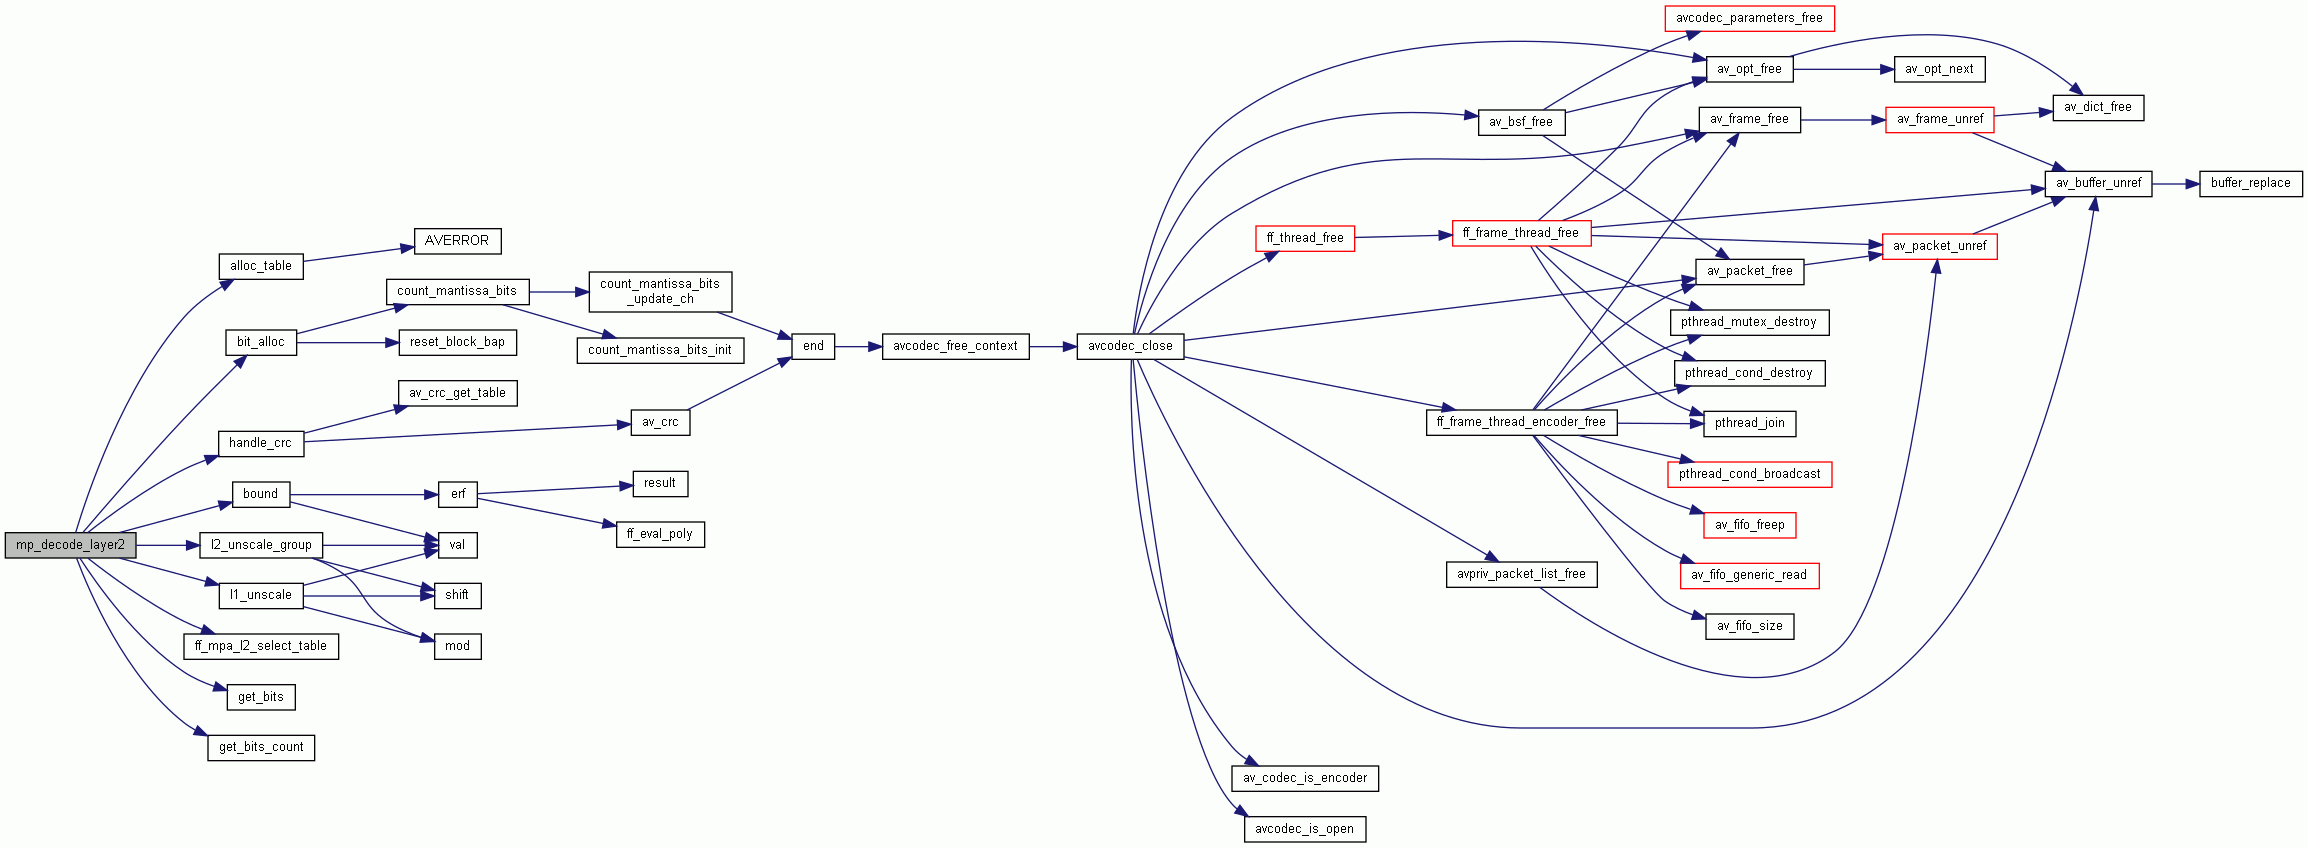 avcodec_parameters_free
av_opt_free
av_opt_next
av_dict_free
av_bsf_free
av_frame_free
av_frame_unref
av_buffer_unref
buffer_replace
AVERROR
alloc_table
ff_thread_free
ff_frame_thread_free
av_packet_unref
av_packet_free
count_mantissa_bits
count_mantissa_bits
_update_ch
pthread_mutex_destroy
bit_alloc
reset_block_bap
count_mantissa_bits_init
end
avcodec_free_context
avcodec_close
pthread_cond_destroy
av_crc_get_table
handle_crc
av_crc
ff_frame_thread_encoder_free
pthread_join
pthread_cond_broadcast
bound
erf
result
av_fifo_freep
ff_eval_poly
mp_decode_layer2
l2_unscale_group
val
avpriv_packet_list_free
av_fifo_generic_read
l1_unscale
shift
av_fifo_size
ff_mpa_l2_select_table
mod
get_bits
get_bits_count
av_codec_is_encoder
avcodec_is_open